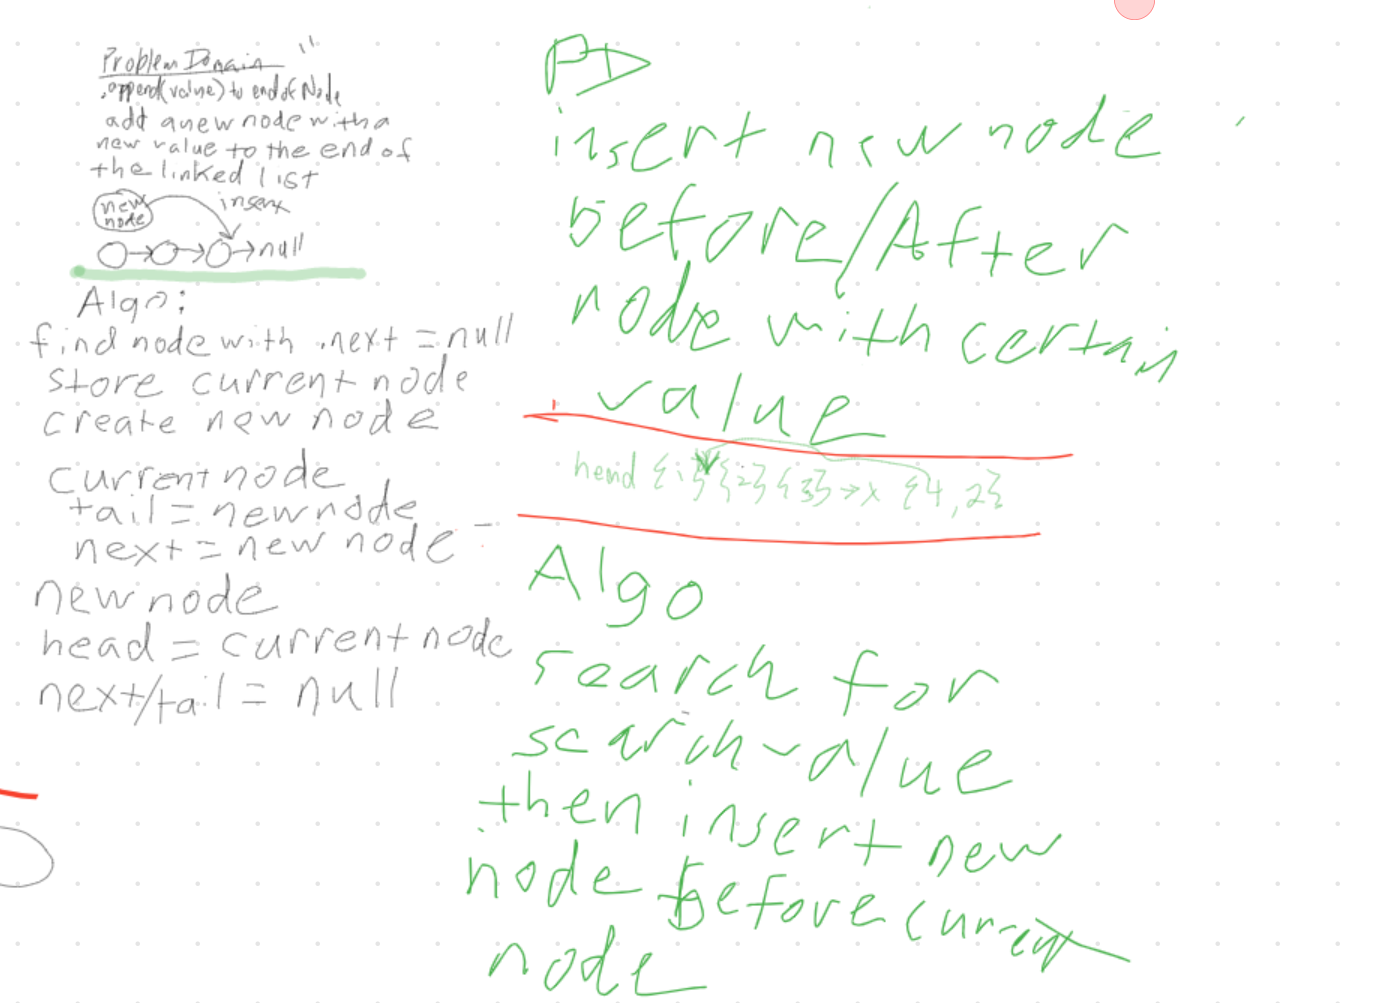 Problem Domain
.append(value) to end of Node
add a new node with a
new value to the end of
the linked list
new
node
insert
null
Algo:
find node with .next = null
store current node
create new node
current node
tail = new node
next = new node
new node
head = current node
next/tail = null
PD
insert new node
before/After
node with certain
value
head {1} {2} {3} → x {4, 2}
Algo
search for
search value
then insert new
node before current
node